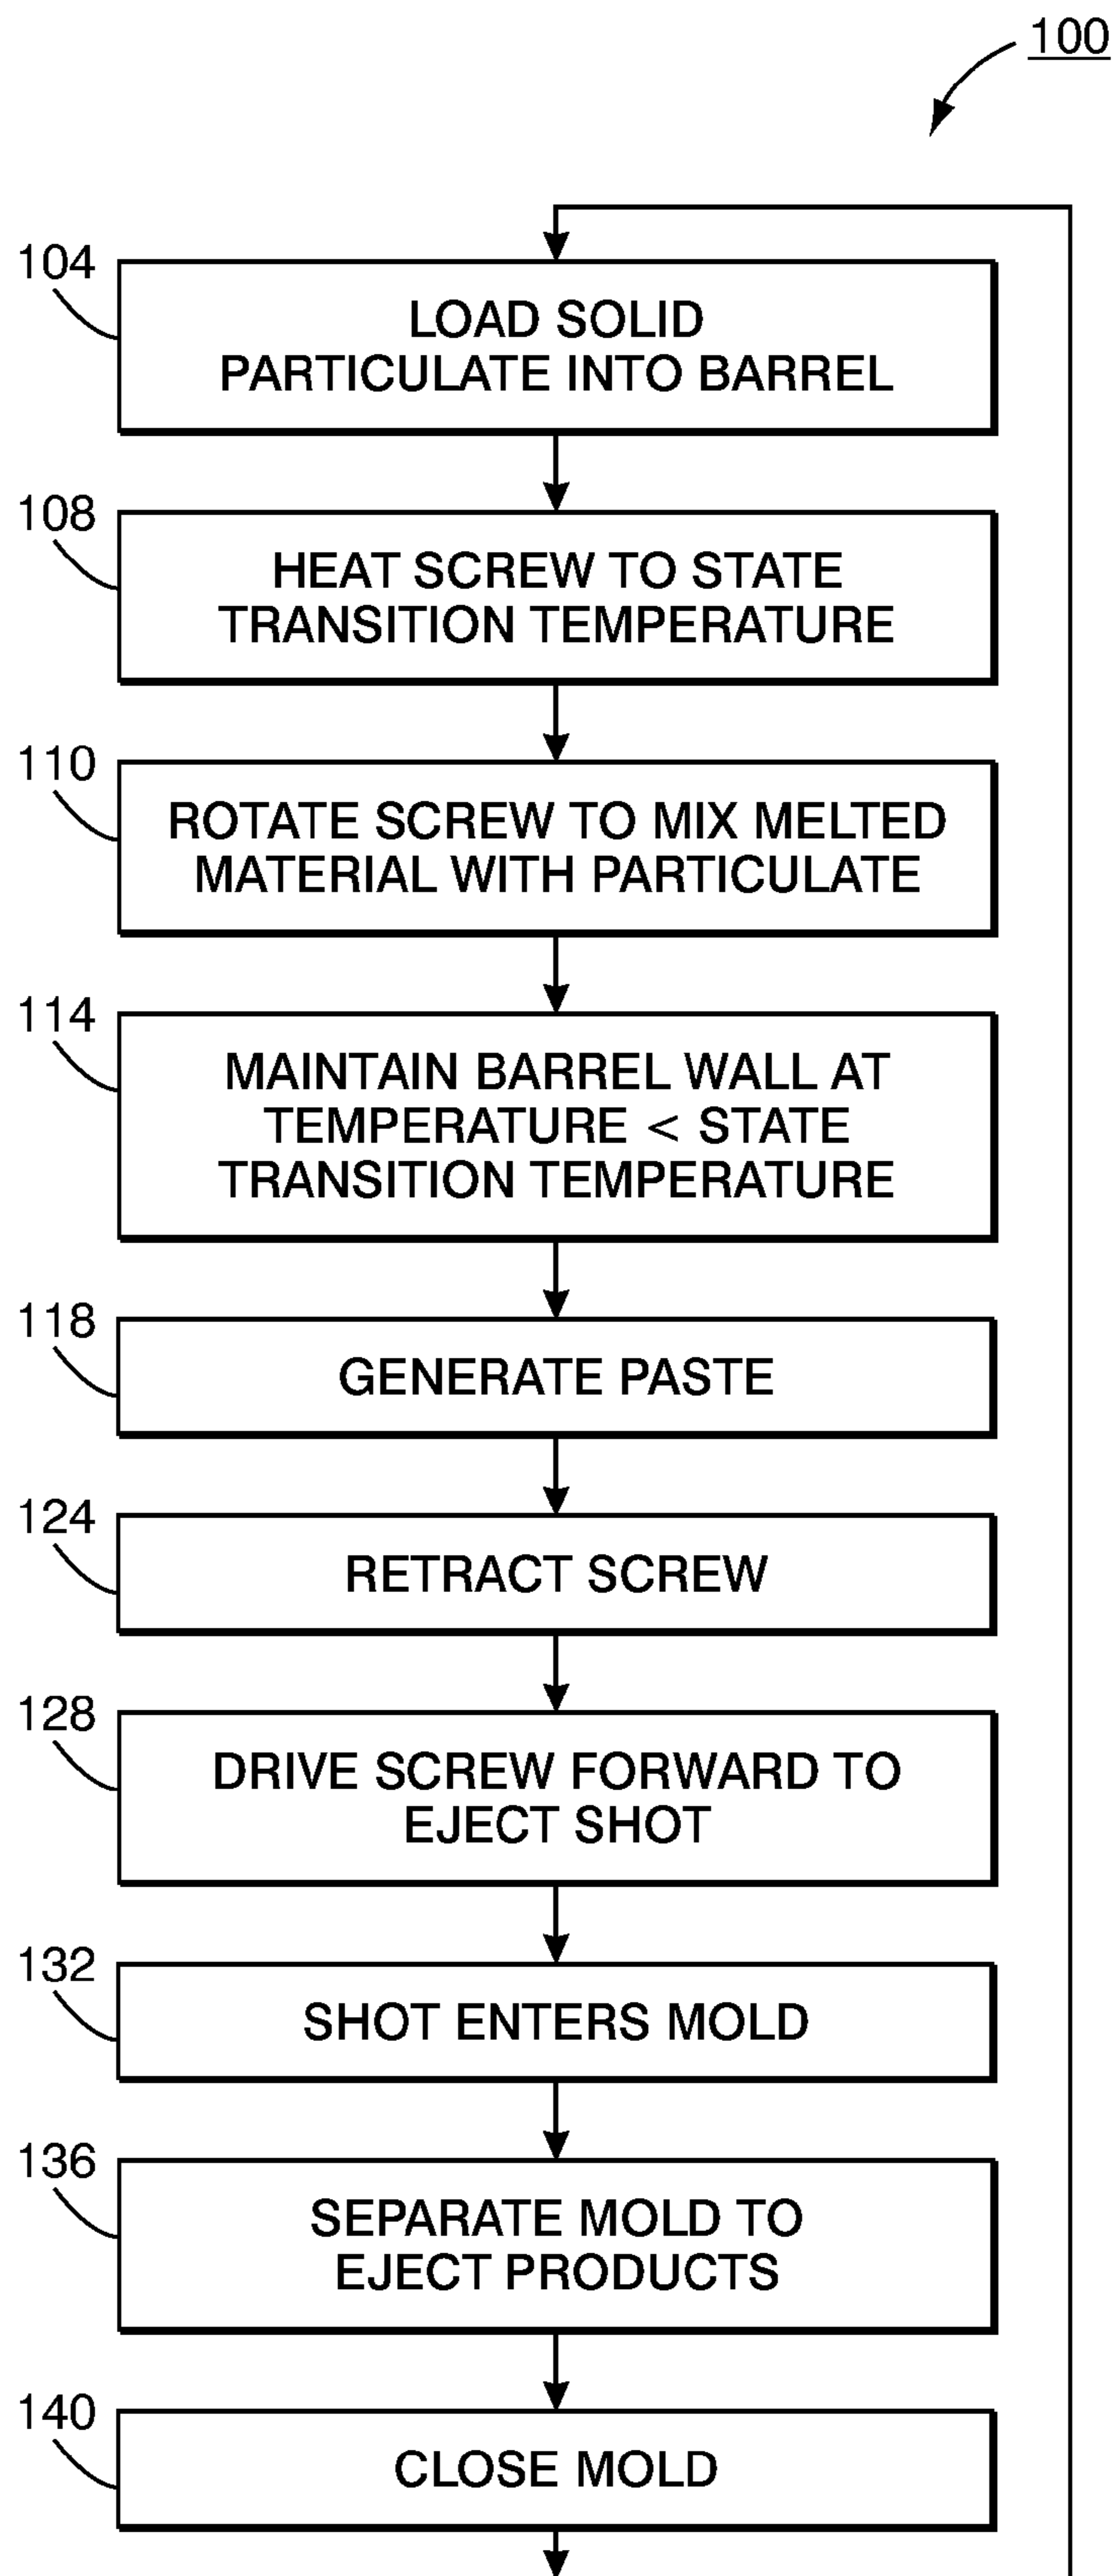 100
104
LOAD SOLID
PARTICULATE INTO BARREL
108
HEAT SCREW TO STATE
TRANSITION TEMPERATURE
110
ROTATE SCREW TO MIX MELTED
MATERIAL WITH PARTICULATE
114
MAINTAIN BARREL WALL AT
TEMPERATURE < STATE
TRANSITION TEMPERATURE
118
GENERATE PASTE
124
RETRACT SCREW
128
DRIVE SCREW FORWARD TO
EJECT SHOT
132
SHOT ENTERS MOLD
136
SEPARATE MOLD TO
EJECT PRODUCTS
140
CLOSE MOLD